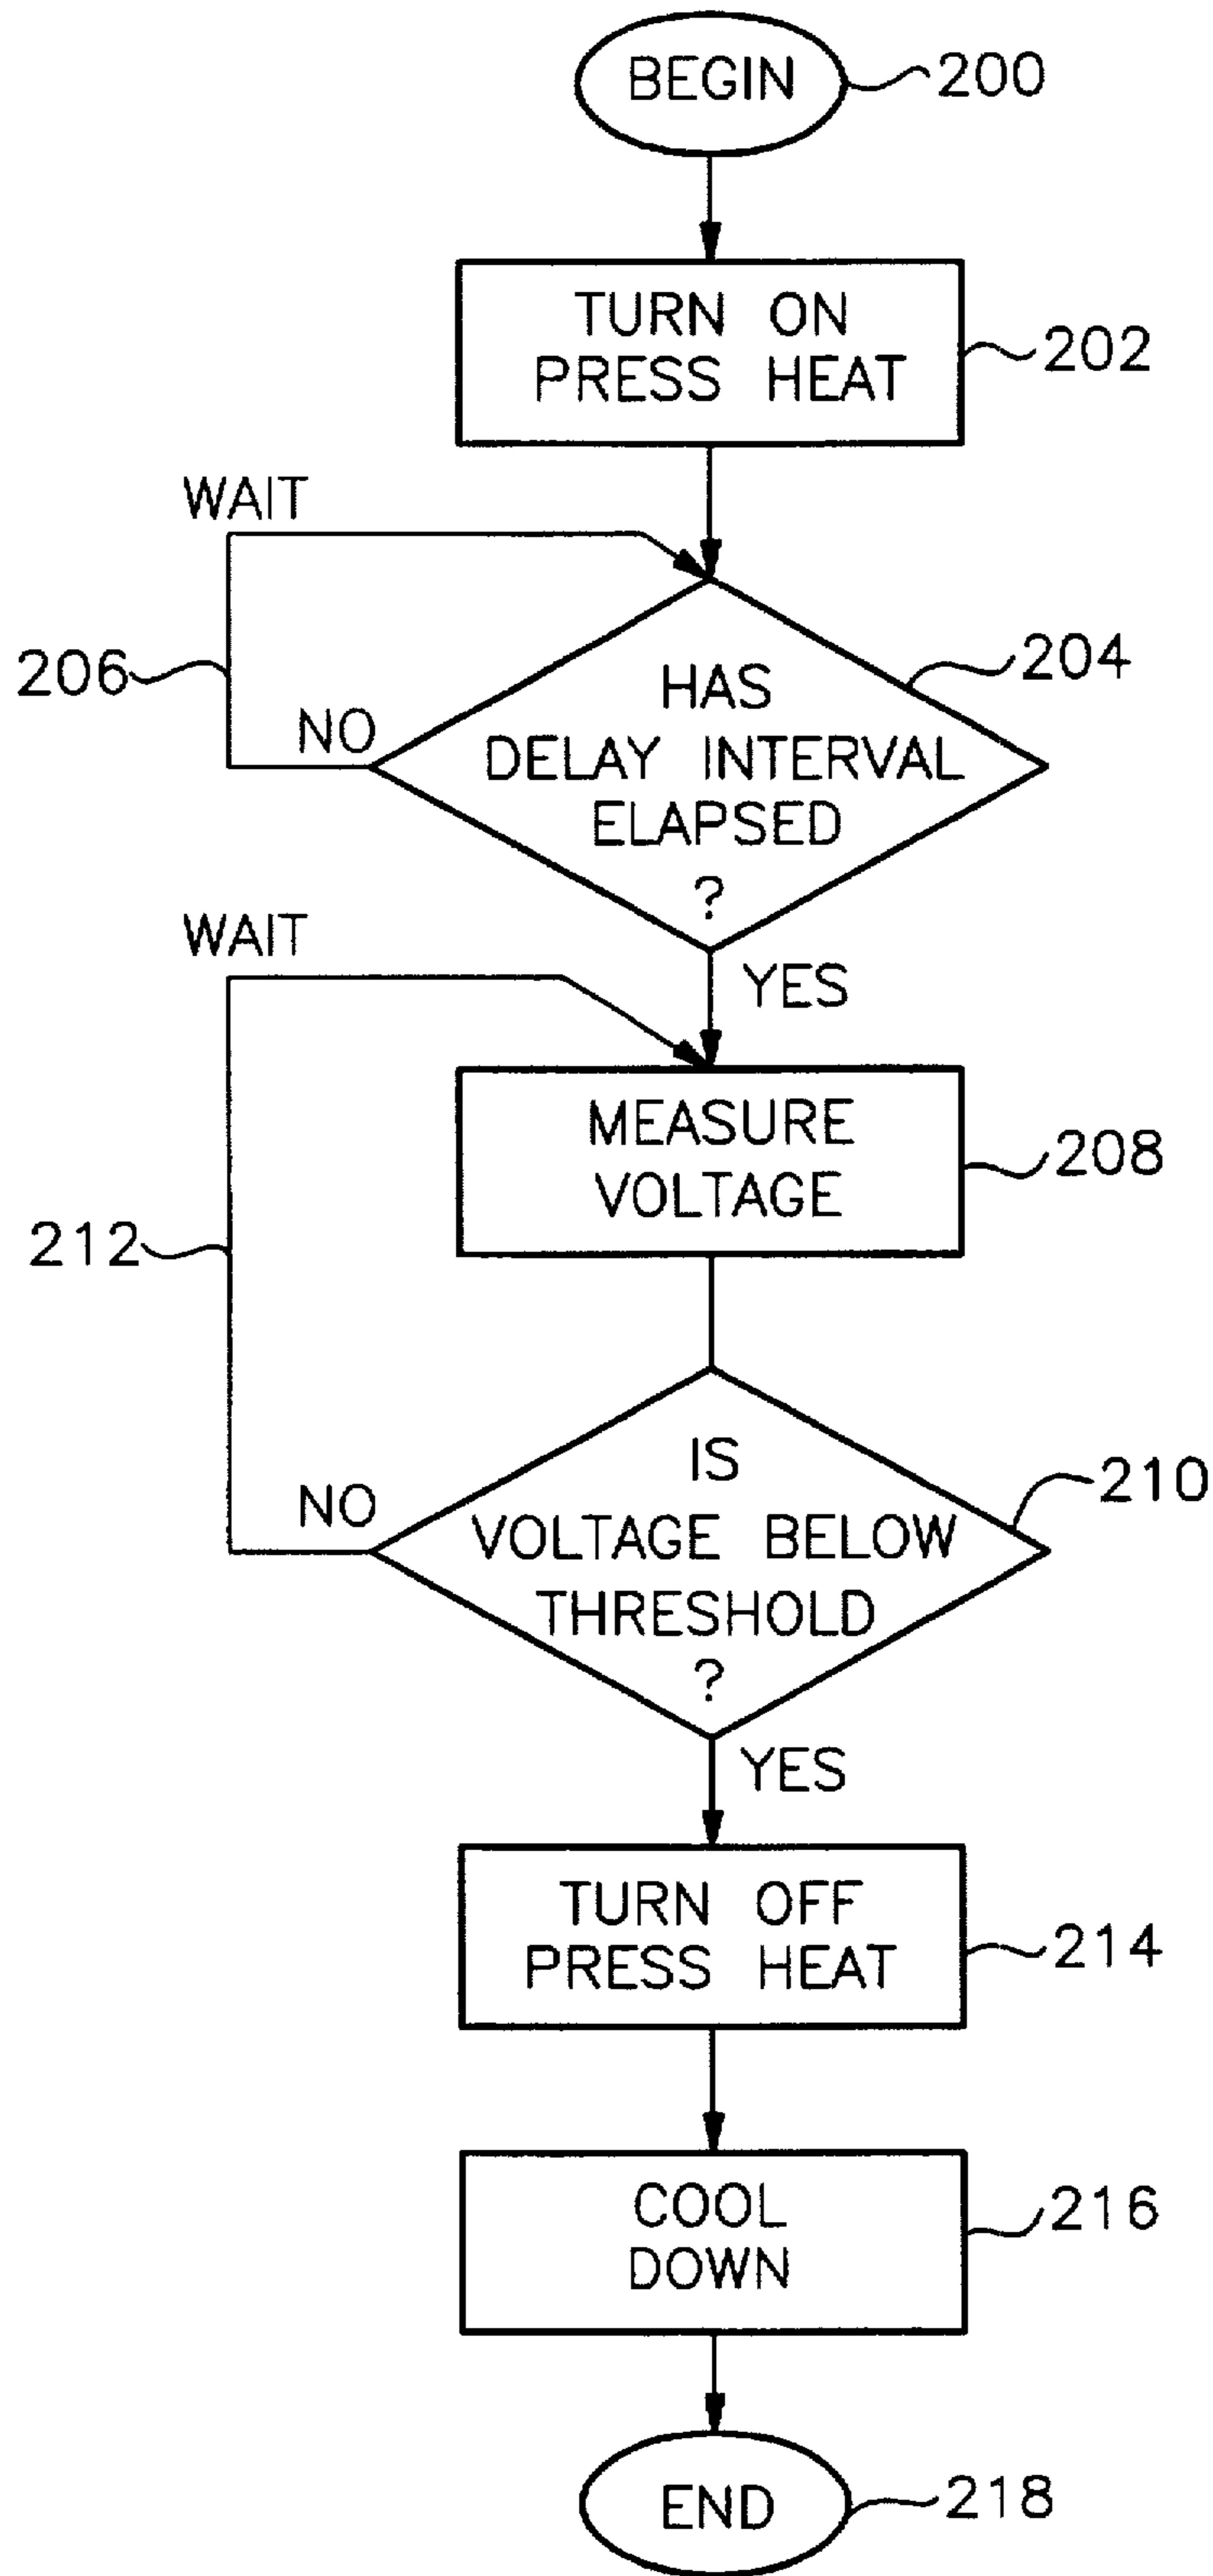 BEGIN
200
TURN ON
PRESS HEAT
202
WAIT
206
NO
204
HAS
DELAY INTERVAL
ELAPSED
?
YES
WAIT
MEASURE
VOLTAGE
208
212
NO
IS
VOLTAGE BELOW
THRESHOLD
?
210
YES
TURN OFF
PRESS HEAT
214
COOL
DOWN
216
END
218